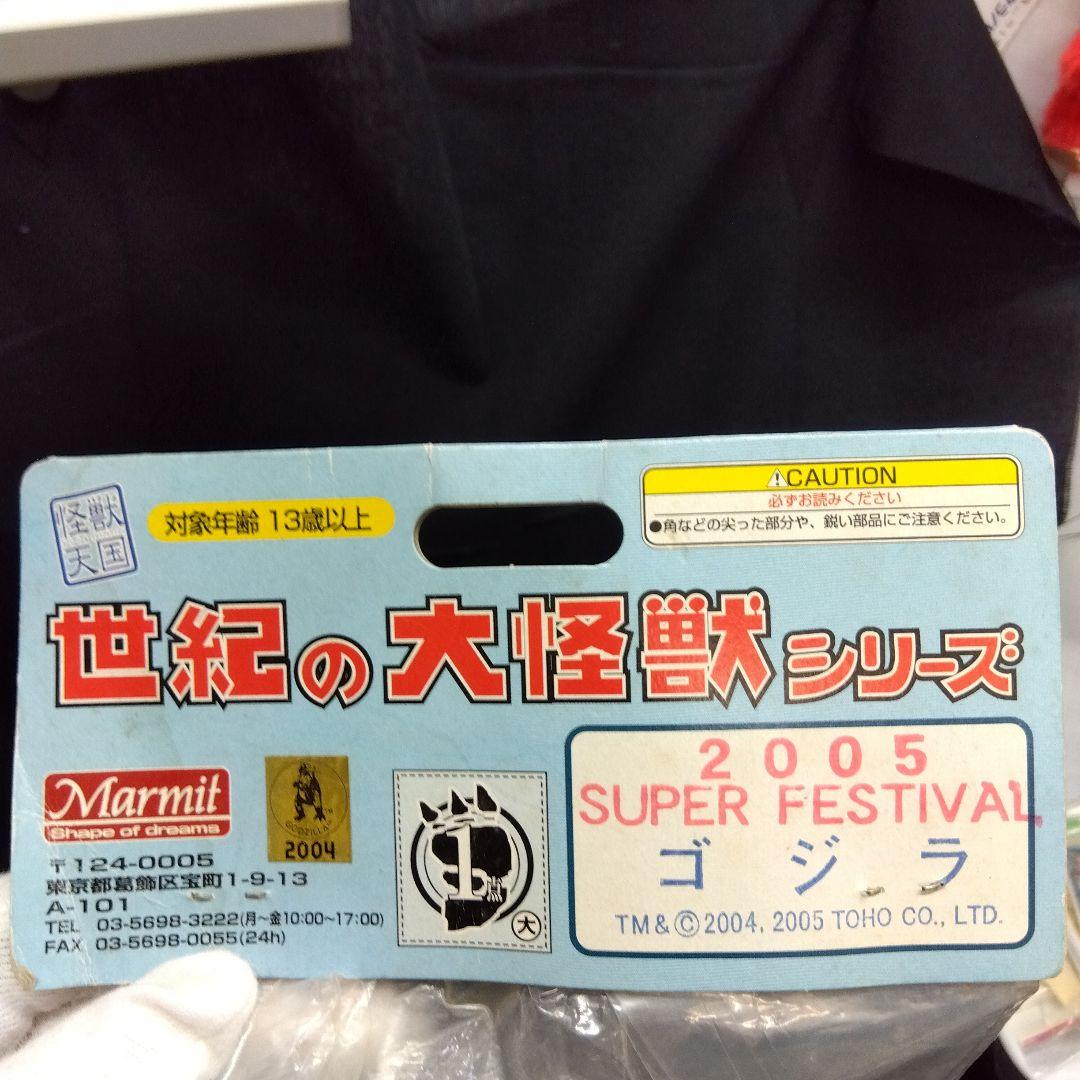 怪獣
天国
対象年齢 13歳以上
⚠CAUTION
必ずお読みください
●角などの尖った部分や、鋭い部品にご注意ください。
世紀の大怪獣シリーズ
Marmit
Shape of dreams
GODZILLA
2004
〒124-0005
東京都葛飾区宝町1-9-13
A-101
TEL 03-5698-3222(月～金10:00～17:00)
FAX 03-5698-0055(24h)
1点
大
2005
SUPER FESTIVAL
ゴジラ
TM&©2004, 2005 TOHO CO., LTD.